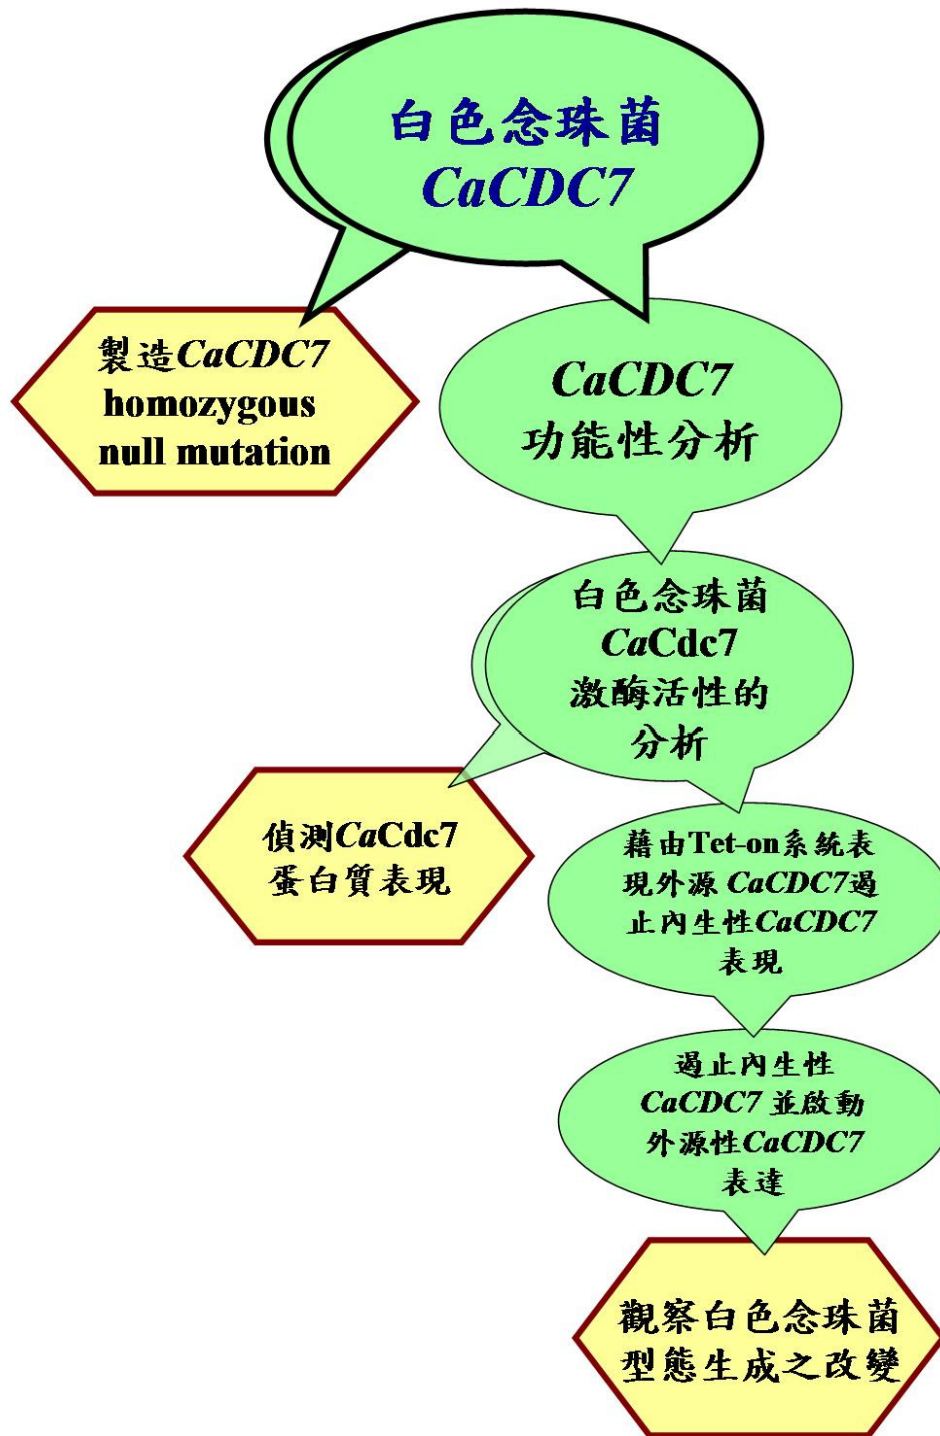 白色念珠菌
CaCDC7
製造CaCDC7
homozygous
null mutation
CaCDC7
功能性分析
白色念珠菌
CaCdc7
激酶活性的
分析
偵測CaCdc7
蛋白質表現
藉由Tet-on系統表
現外源 CaCDC7遏
止內生性CaCDC7
表現
遏止內生性
CaCDC7 並啟動
外源性CaCDC7
表達
觀察白色念珠菌
型態生成之改變